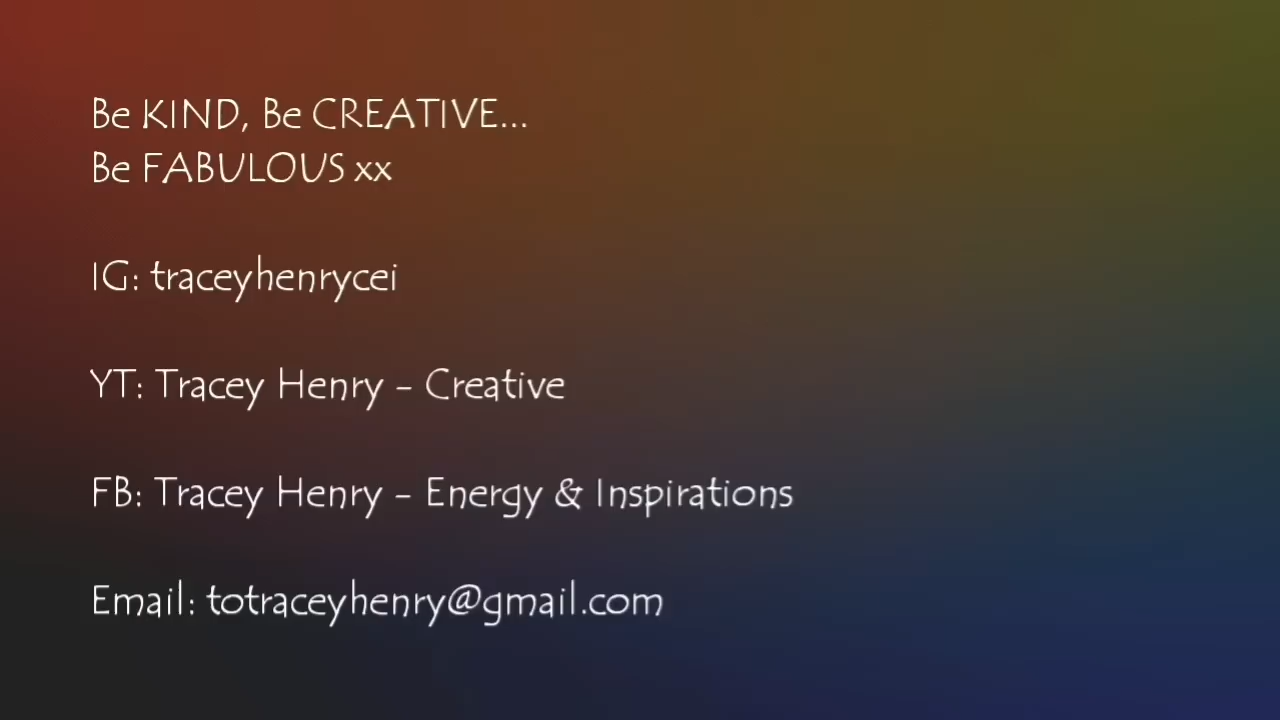 Be KIND, Be CREATIVE...
Be FABULOUS xx
IG: traceyhenrycei
YT: Tracey Henry - Creative
FB: Tracey Henry - Energy & Inspirations
Email: totraceyhenry@gmail.com